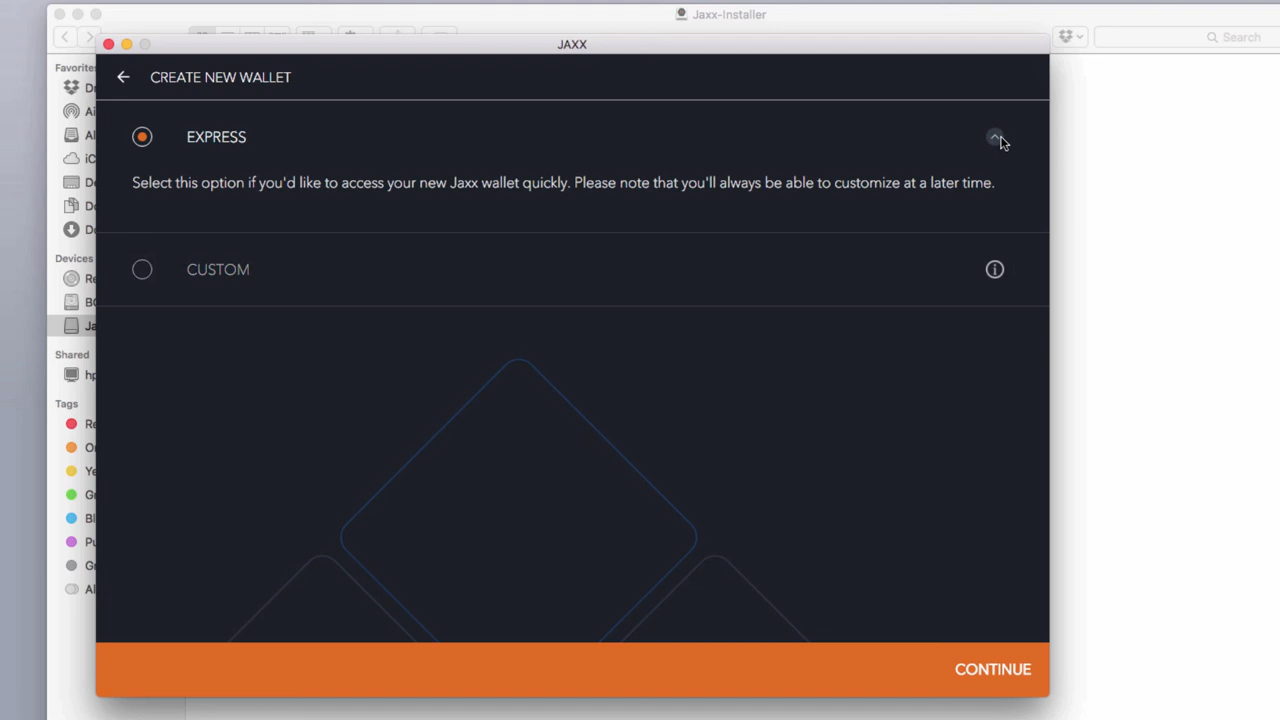 Jaxx-Installer
Search
JAXX
CREATE NEW WALLET
EXPRESS
Select this option if you'd like to access your new Jaxx wallet quickly. Please note that you'll always be able to customize at a later time.
CUSTOM
CONTINUE
Favorites
Devices
Shared
Tags